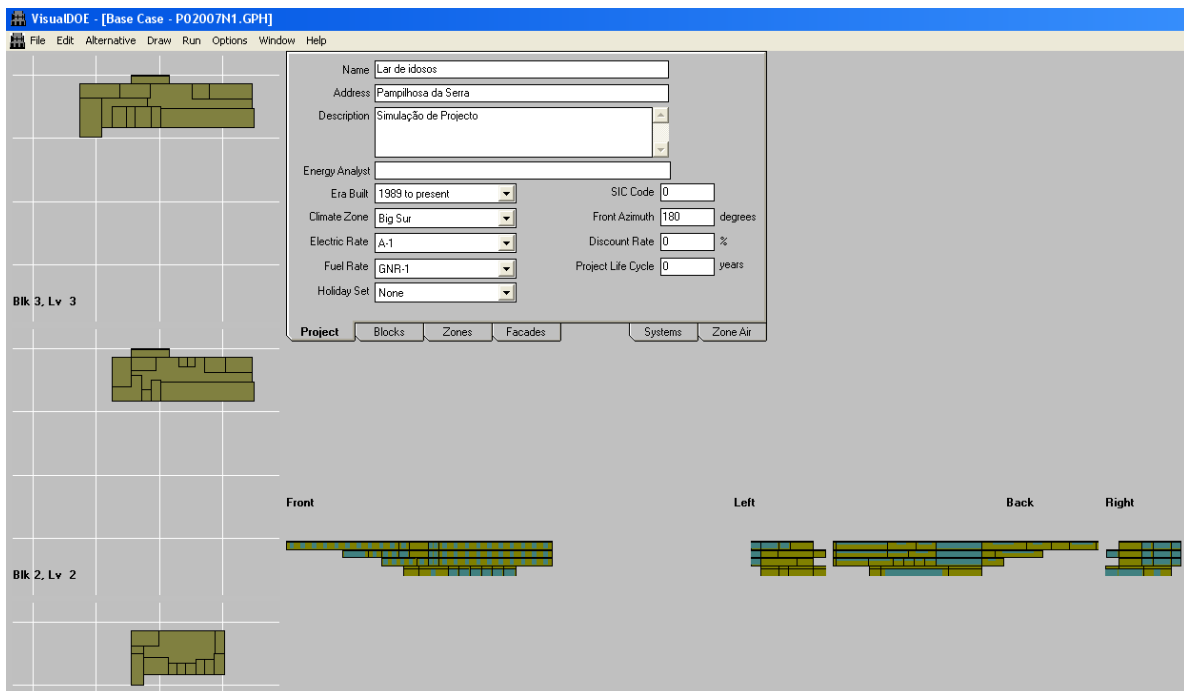 VisualDOE - [Base Case - P02007N1.GPH]
File Edit Alternative Draw Run Options Window Help
Name Lar de idosos
Address Pampilhosa da Serra
Description Simulação de Projecto
Energy Analyst
Era Built 1989 to present SIC Code 0
Climate Zone Big Sur Front Azimuth 180 degrees
Electric Rate A-1 Discount Rate 0 %
Fuel Rate GNR-1 Project Life Cycle 0 years
Holiday Set None
Blk 3, Lv 3
Project Blocks Zones Facades Systems Zone Air
Front Left Back Right
Blk 2, Lv 2